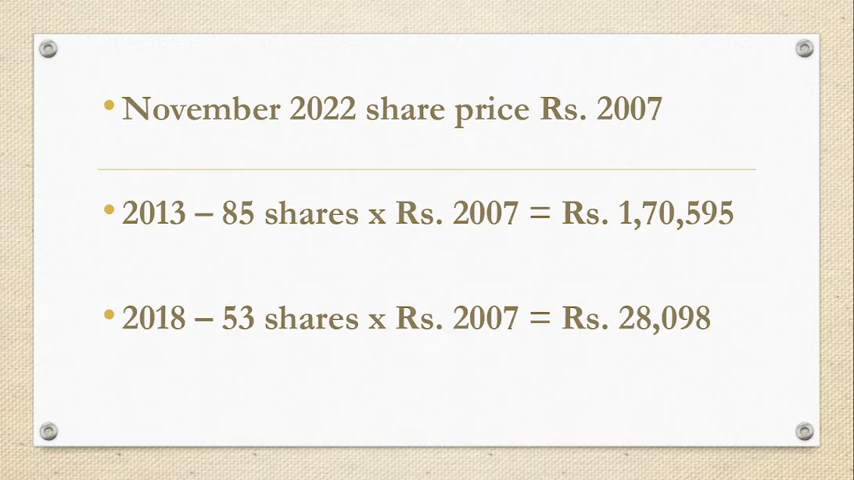 • November 2022 share price Rs. 2007
• 2013 – 85 shares x Rs. 2007 = Rs. 1,70,595
• 2018 – 53 shares x Rs. 2007 = Rs. 28,098